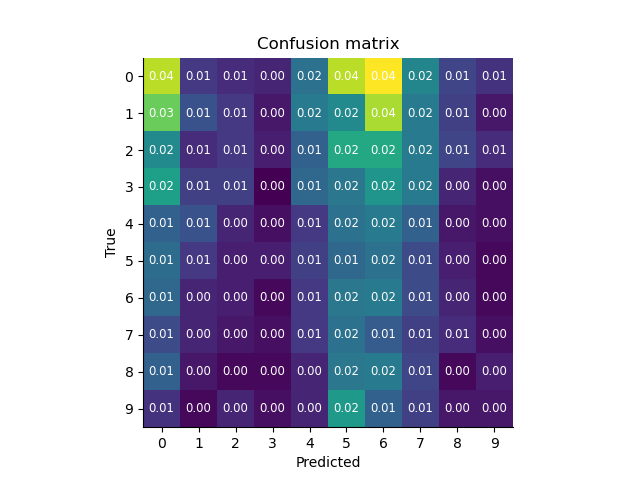 Confusion matrix
0 0.04 0.01 0.01 0.00 0.02 0.04 0.04 0.02 0.01 0.01
1 0.03 0.01 0.01 0.00 0.02 0.02 0.04 0.02 0.01 0.00
2 0.02 0.01 0.01 0.00 0.01 0.02 0.02 0.02 0.01 0.01
3 0.02 0.01 0.01 0.00 0.01 0.02 0.02 0.02 0.00 0.00
4 0.01 0.01 0.00 0.00 0.01 0.02 0.02 0.01 0.00 0.00
True
5 0.01 0.01 0.00 0.00 0.01 0.01 0.02 0.01 0.00 0.00
6 0.01 0.00 0.00 0.00 0.01 0.02 0.02 0.01 0.00 0.00
7 0.01 0.00 0.00 0.00 0.01 0.02 0.01 0.01 0.01 0.00
8 0.01 0.00 0.00 0.00 0.00 0.02 0.02 0.01 0.00 0.00
9 0.01 0.00 0.00 0.00 0.00 0.02 0.01 0.01 0.00 0.00
0 1 2 3 4 5 6 7 8 9
Predicted